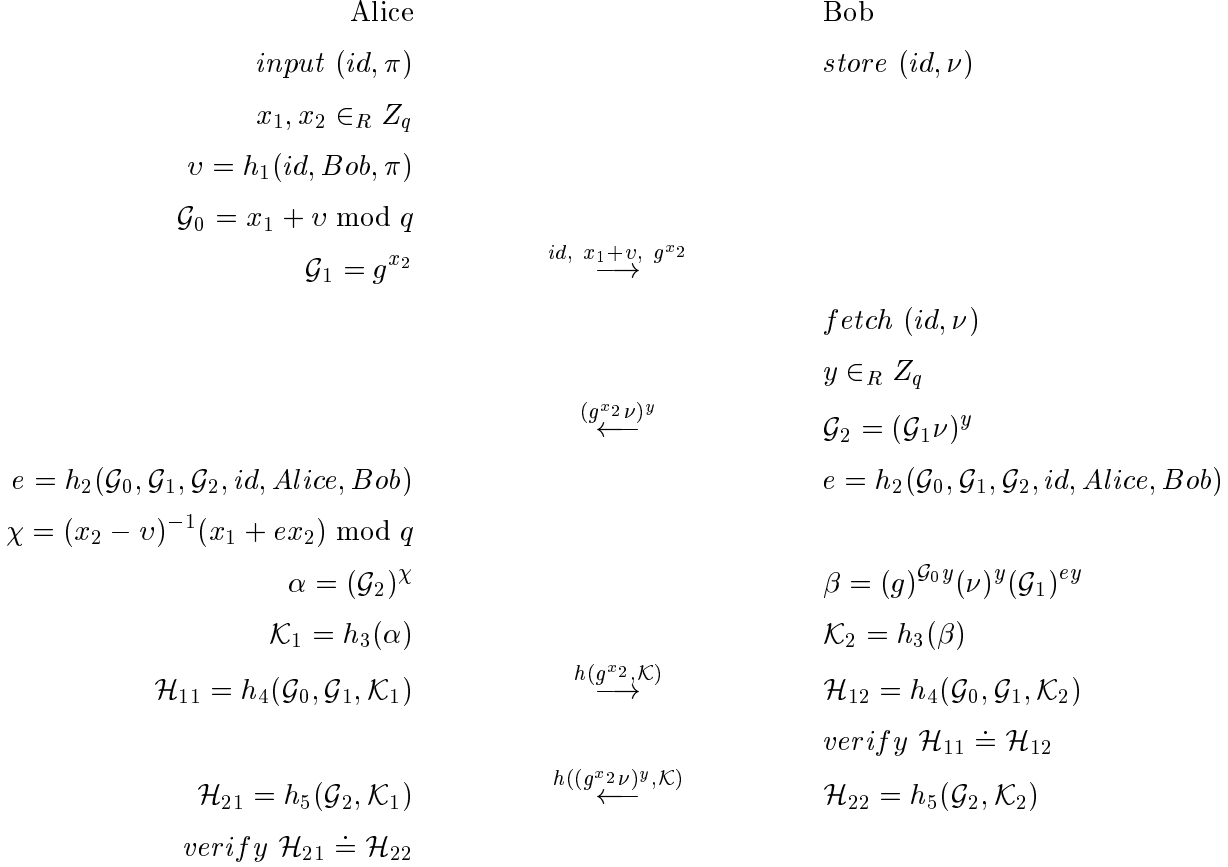 Alice Bob
input (id, π) store (id, ν)
x₁, x₂ ∈_R Z_q
υ = h₁(id, Bob, π)
𝒢₀ = x₁ + υ mod q
𝒢₁ = g^{x₂} id, x₁+υ, g^{x₂} ⟶
fetch (id, ν)
y ∈_R Z_q
(g^{x₂}ν)^y ⟵ 𝒢₂ = (𝒢₁ν)^y
e = h₂(𝒢₀, 𝒢₁, 𝒢₂, id, Alice, Bob) e = h₂(𝒢₀, 𝒢₁, 𝒢₂, id, Alice, Bob)
χ = (x₂ − υ)^{−1}(x₁ + ex₂) mod q
α = (𝒢₂)^χ β = (g)^{𝒢₀y}(ν)^y(𝒢₁)^{ey}
𝒦₁ = h₃(α) 𝒦₂ = h₃(β)
ℋ₁₁ = h₄(𝒢₀, 𝒢₁, 𝒦₁) h(g^{x₂},𝒦) ⟶ ℋ₁₂ = h₄(𝒢₀, 𝒢₁, 𝒦₂)
verify ℋ₁₁ ≐ ℋ₁₂
ℋ₂₁ = h₅(𝒢₂, 𝒦₁) h((g^{x₂}ν)^y,𝒦) ⟵ ℋ₂₂ = h₅(𝒢₂, 𝒦₂)
verify ℋ₂₁ ≐ ℋ₂₂